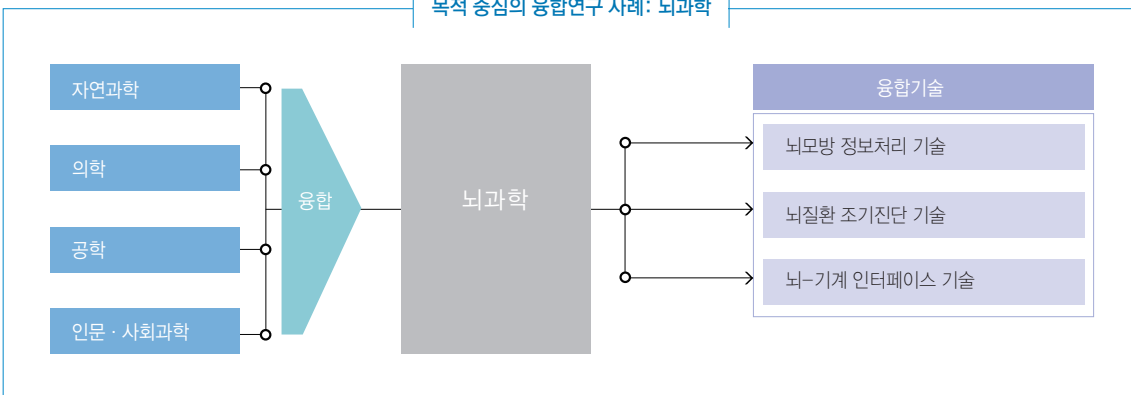 목적 중심의 융합연구 사례: 뇌과학
자연과학
의학
공학
인문 · 사회과학
융합
뇌과학
융합기술
뇌모방 정보처리 기술
뇌질환 조기진단 기술
뇌-기계 인터페이스 기술